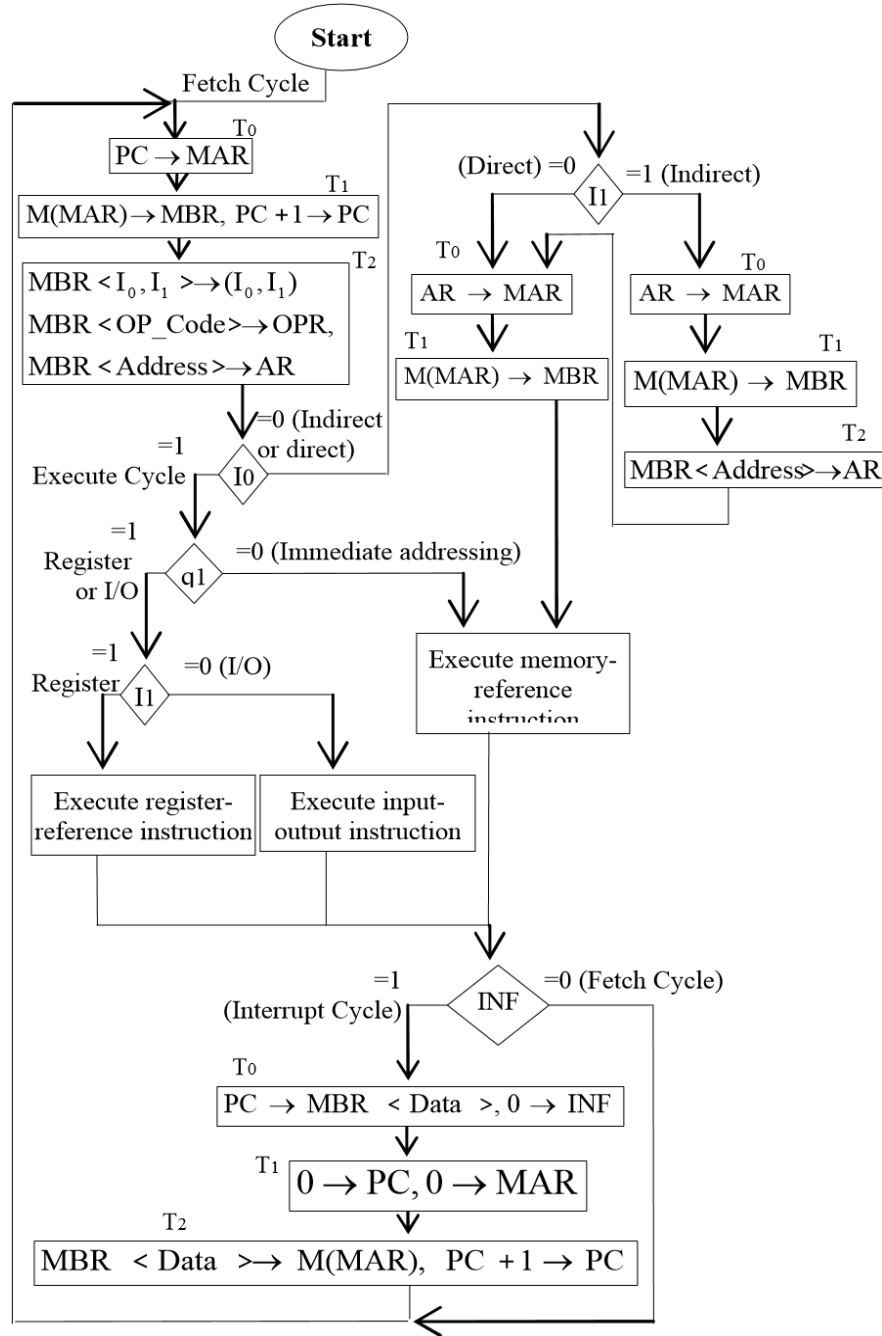 Start
Fetch Cycle
T0
PC → MAR
T1
M(MAR) → MBR, PC +1 → PC
T2
MBR < I₀, I₁ >→ (I₀, I₁)
MBR < OP_Code >→ OPR,
MBR < Address >→ AR
=0 (Indirect
or direct)
=1
Execute Cycle
I0
=1
Register
or I/O
q1
=0 (Immediate addressing)
=1
Register
I1
=0 (I/O)
Execute register-
reference instruction
Execute input-
output instruction
(Direct) =0
I1
=1 (Indirect)
T0
AR → MAR
T1
M(MAR) → MBR
T0
AR → MAR
T1
M(MAR) → MBR
T2
MBR < Address >→ AR
Execute memory-
reference
instruction
=1
(Interrupt Cycle)
INF
=0 (Fetch Cycle)
T0
PC → MBR < Data >, 0 → INF
T1
0 → PC, 0 → MAR
T2
MBR < Data >→ M(MAR), PC +1 → PC